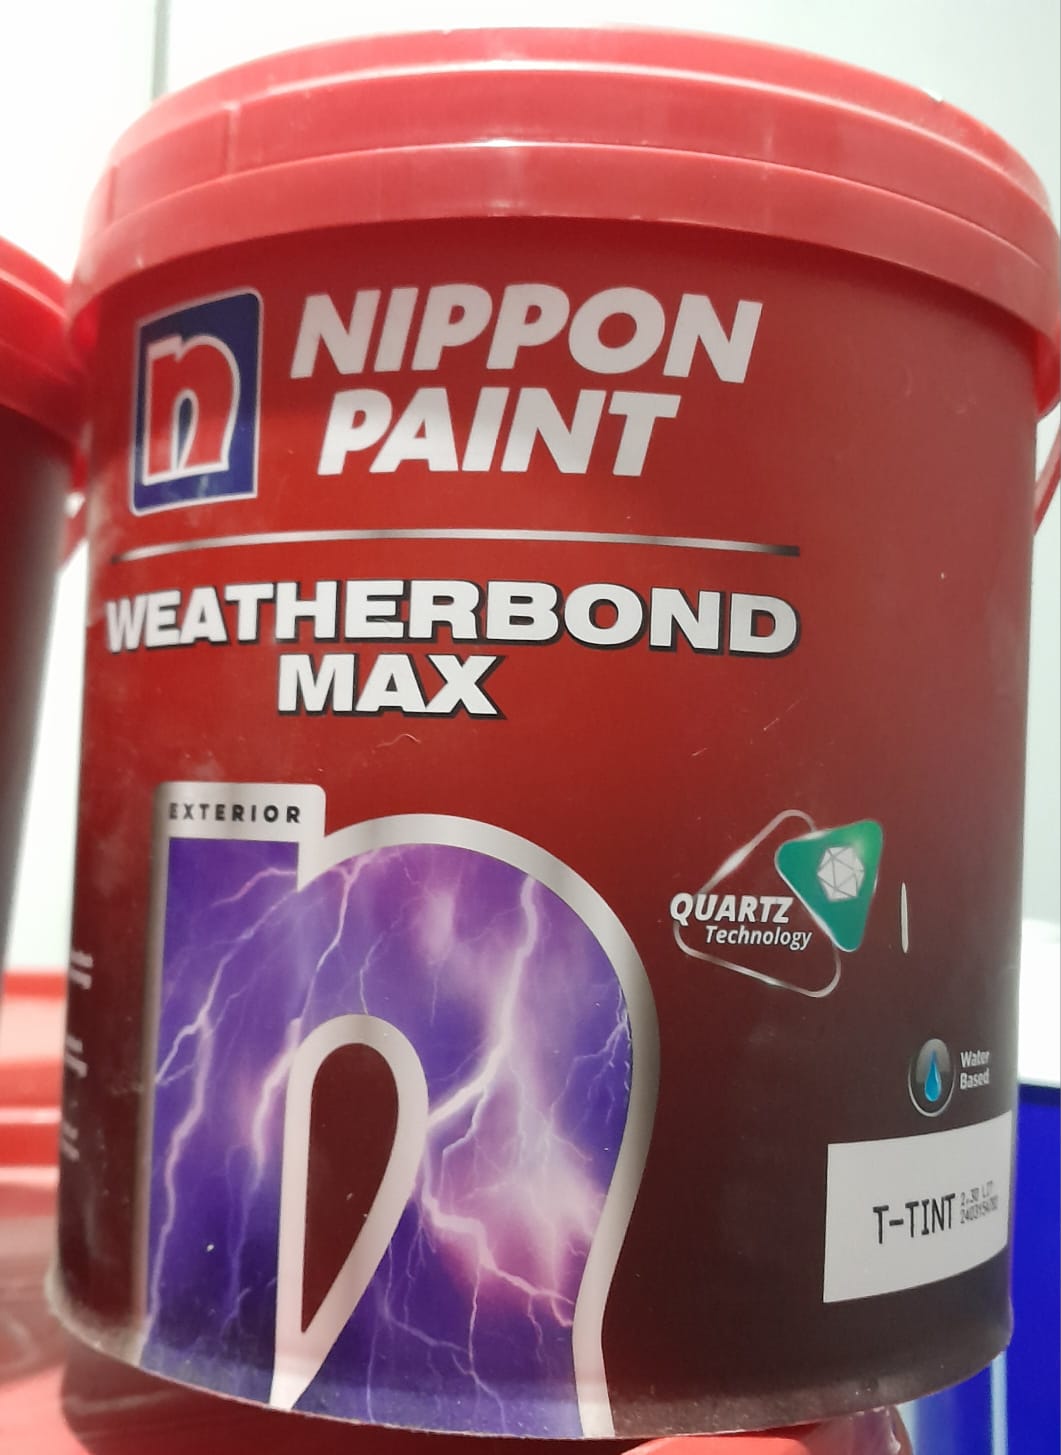 n
NIPPON
PAINT
WEATHERBOND
MAX
EXTERIOR
QUARTZ
Technology
Water
Based
T-TINT